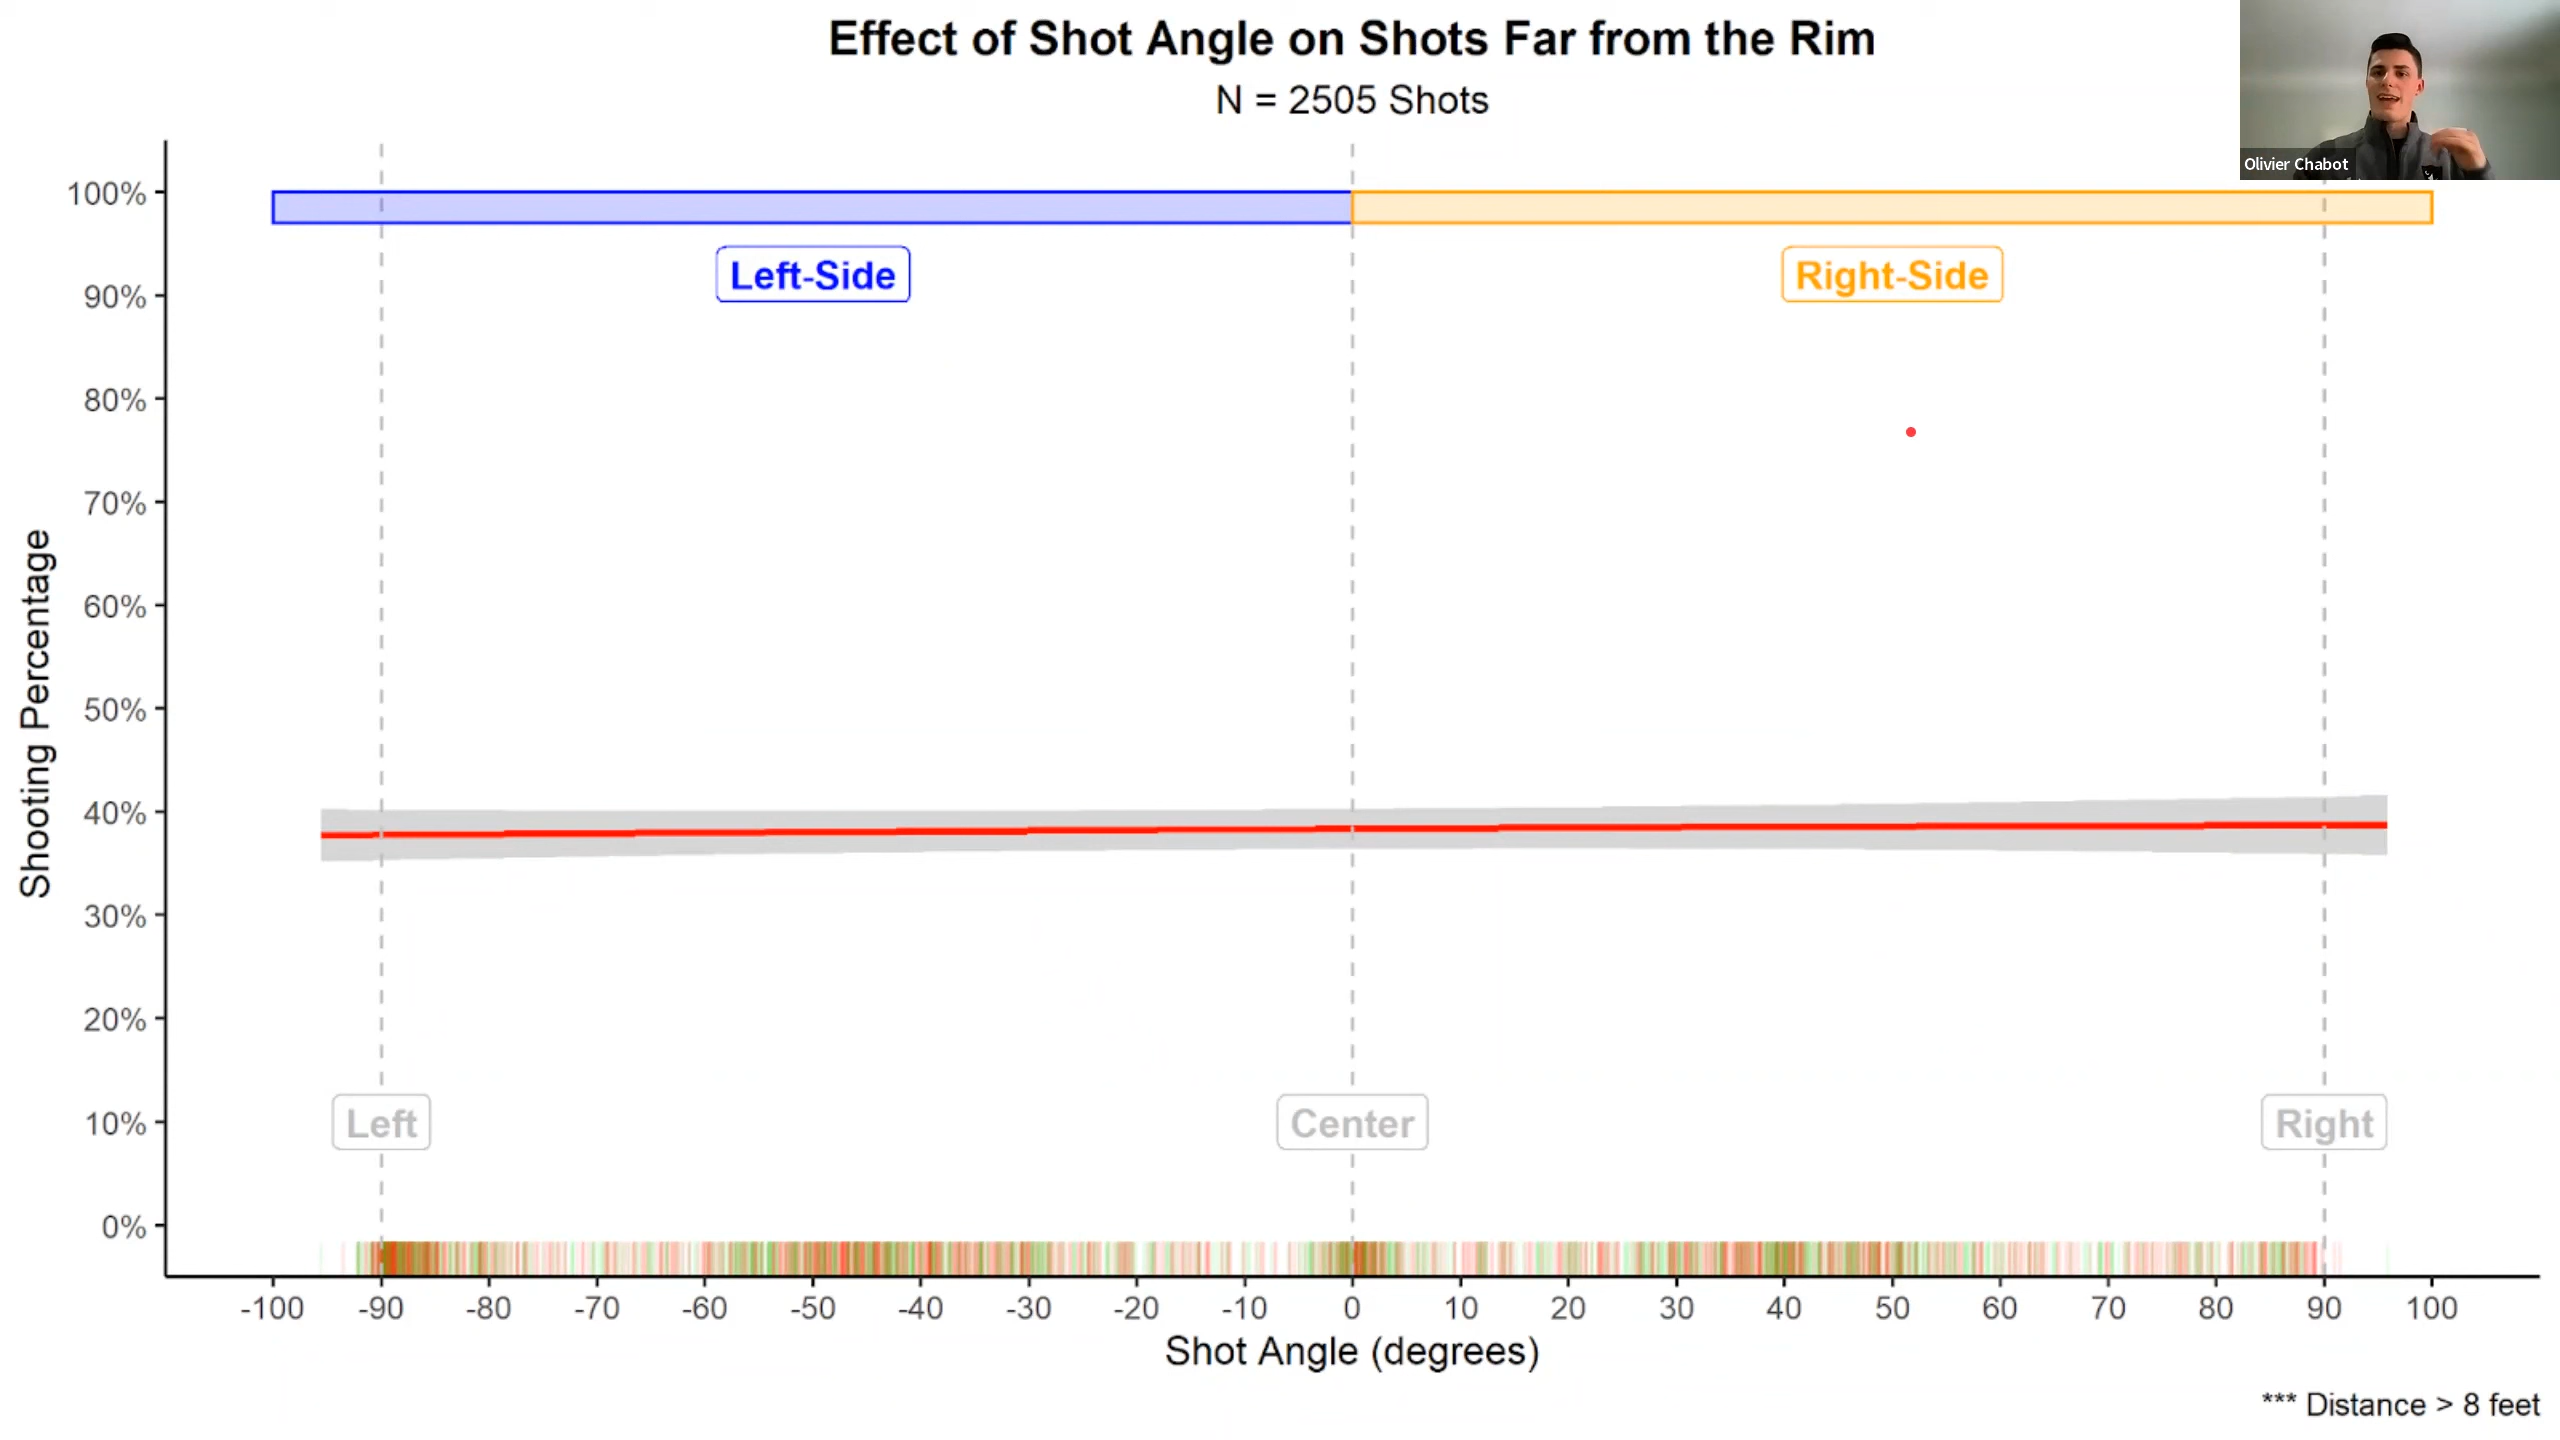 Effect of Shot Angle on Shots Far from the Rim
N = 2505 Shots
Olivier Chabot
Left-Side
Right-Side
Shooting Percentage
100%
90%
80%
70%
60%
50%
40%
30%
20%
10%
0%
Left
Center
Right
-100 -90 -80 -70 -60 -50 -40 -30 -20 -10 0 10 20 30 40 50 60 70 80 90 100
Shot Angle (degrees)
*** Distance > 8 feet